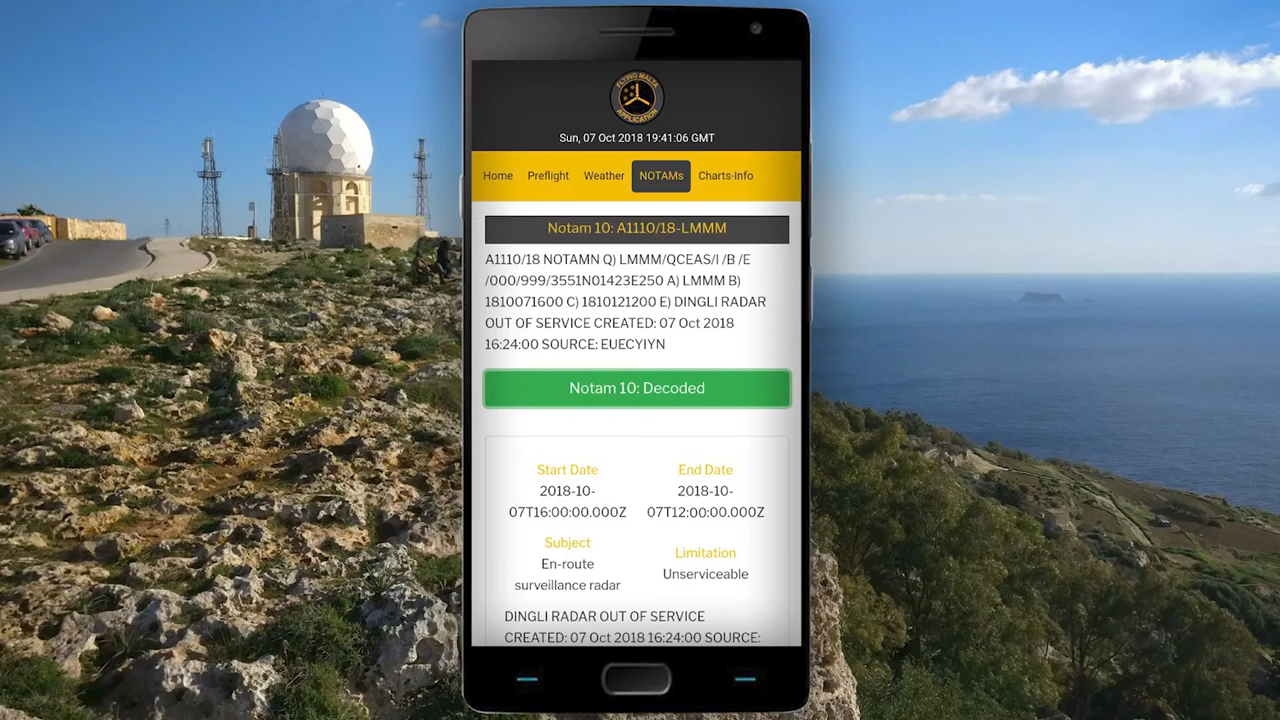 FLYING MALTA
APPLICATION
Sun, 07 Oct 2018 19:41:06 GMT
Home Preflight Weather NOTAMs Charts-Info
Notam 10: A1110/18-LMMM
A1110/18 NOTAMN Q) LMMM/QCEAS/I /B /E
/000/999/3551N01423E250 A) LMMM B)
1810071600 C) 1810121200 E) DINGLI RADAR
OUT OF SERVICE CREATED: 07 Oct 2018
16:24:00 SOURCE: EUECYIYN
Notam 10: Decoded
Start Date End Date
2018-10- 2018-10-
07T16:00:00.000Z 07T12:00:00.000Z
Subject
Limitation
En-route
Unserviceable
surveillance radar
DINGLI RADAR OUT OF SERVICE
CREATED: 07 Oct 2018 16:24:00 SOURCE: